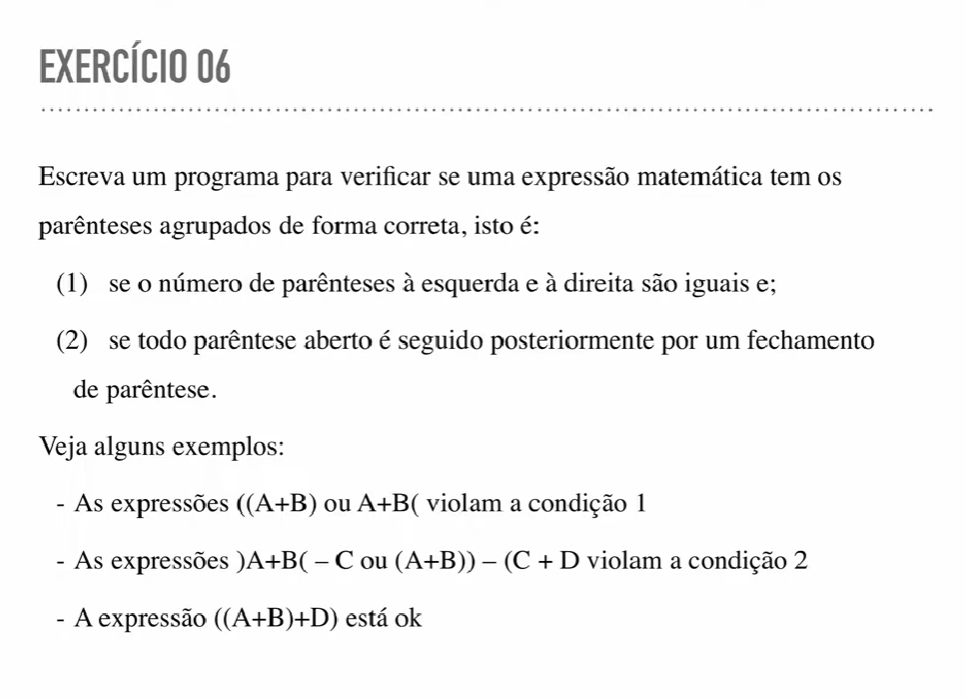 EXERCÍCIO 06
Escreva um programa para verificar se uma expressão matemática tem os
parênteses agrupados de forma correta, isto é:
(1) se o número de parênteses à esquerda e à direita são iguais e;
(2) se todo parêntese aberto é seguido posteriormente por um fechamento
de parêntese.
Veja alguns exemplos:
- As expressões ((A+B) ou A+B( violam a condição 1
- As expressões )A+B( – C ou (A+B)) – (C + D violam a condição 2
- A expressão ((A+B)+D) está ok